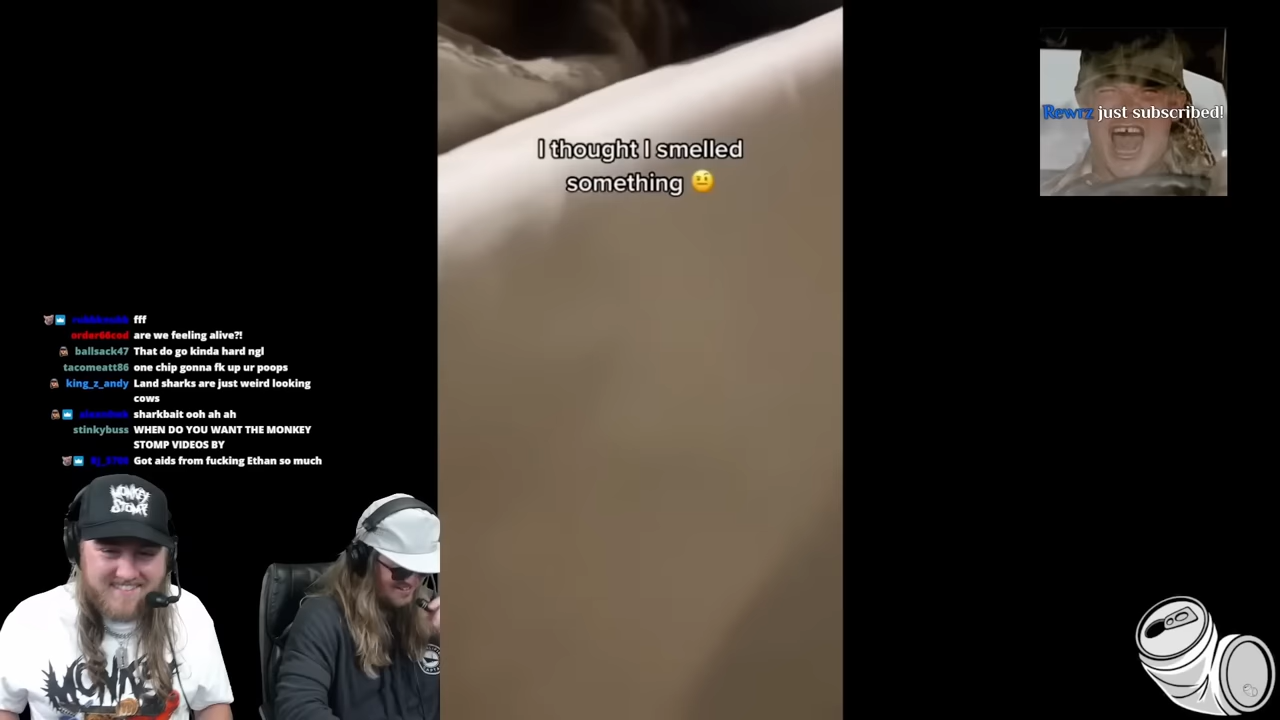 I thought I smelled
something 🤨
Rewrz just subscribed!
fff
order66cod are we feeling alive?!
ballsack47 That do go kinda hard ngl
tacomeatt86 one chip gonna fk up ur poops
king_z_andy Land sharks are just weird looking
cows
sharkbait ooh ah ah
stinkybuss WHEN DO YOU WANT THE MONKEY
STOMP VIDEOS BY
Got aids from fucking Ethan so much
MONKEY
STOMP
MONKEY